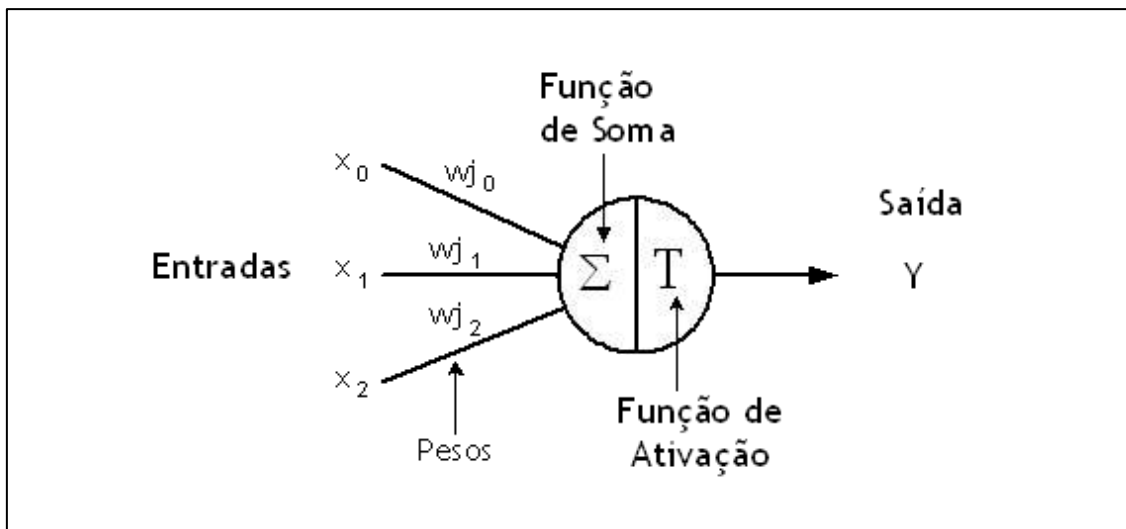 Função
de Soma
x0
wj0
Saída
Entradas
x1
wj1
Σ
T
Y
wj2
x2
Pesos
Função de
Ativação